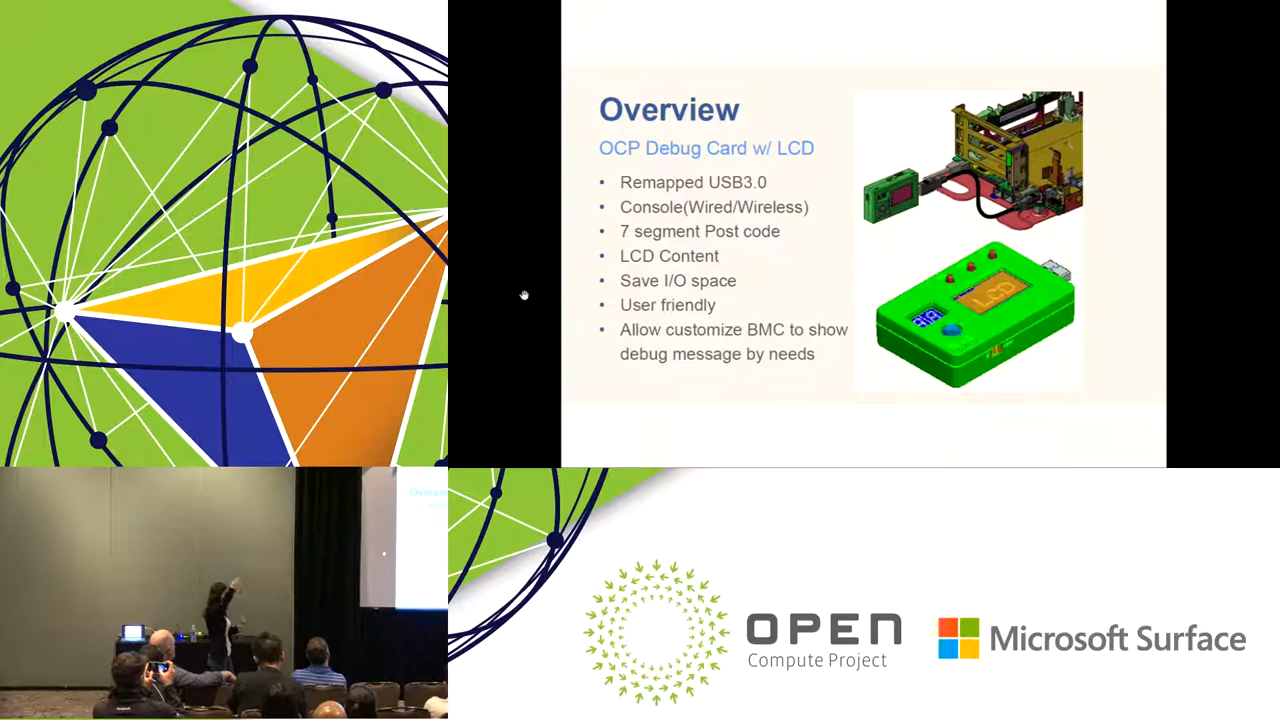 Overview
OCP Debug Card w/ LCD
• Remapped USB3.0
• Console(Wired/Wireless)
• 7 segment Post code
• LCD Content
• Save I/O space
• User friendly
• Allow customize BMC to show
debug message by needs
LCD
Overview
OPEN
Compute Project
Microsoft Surface